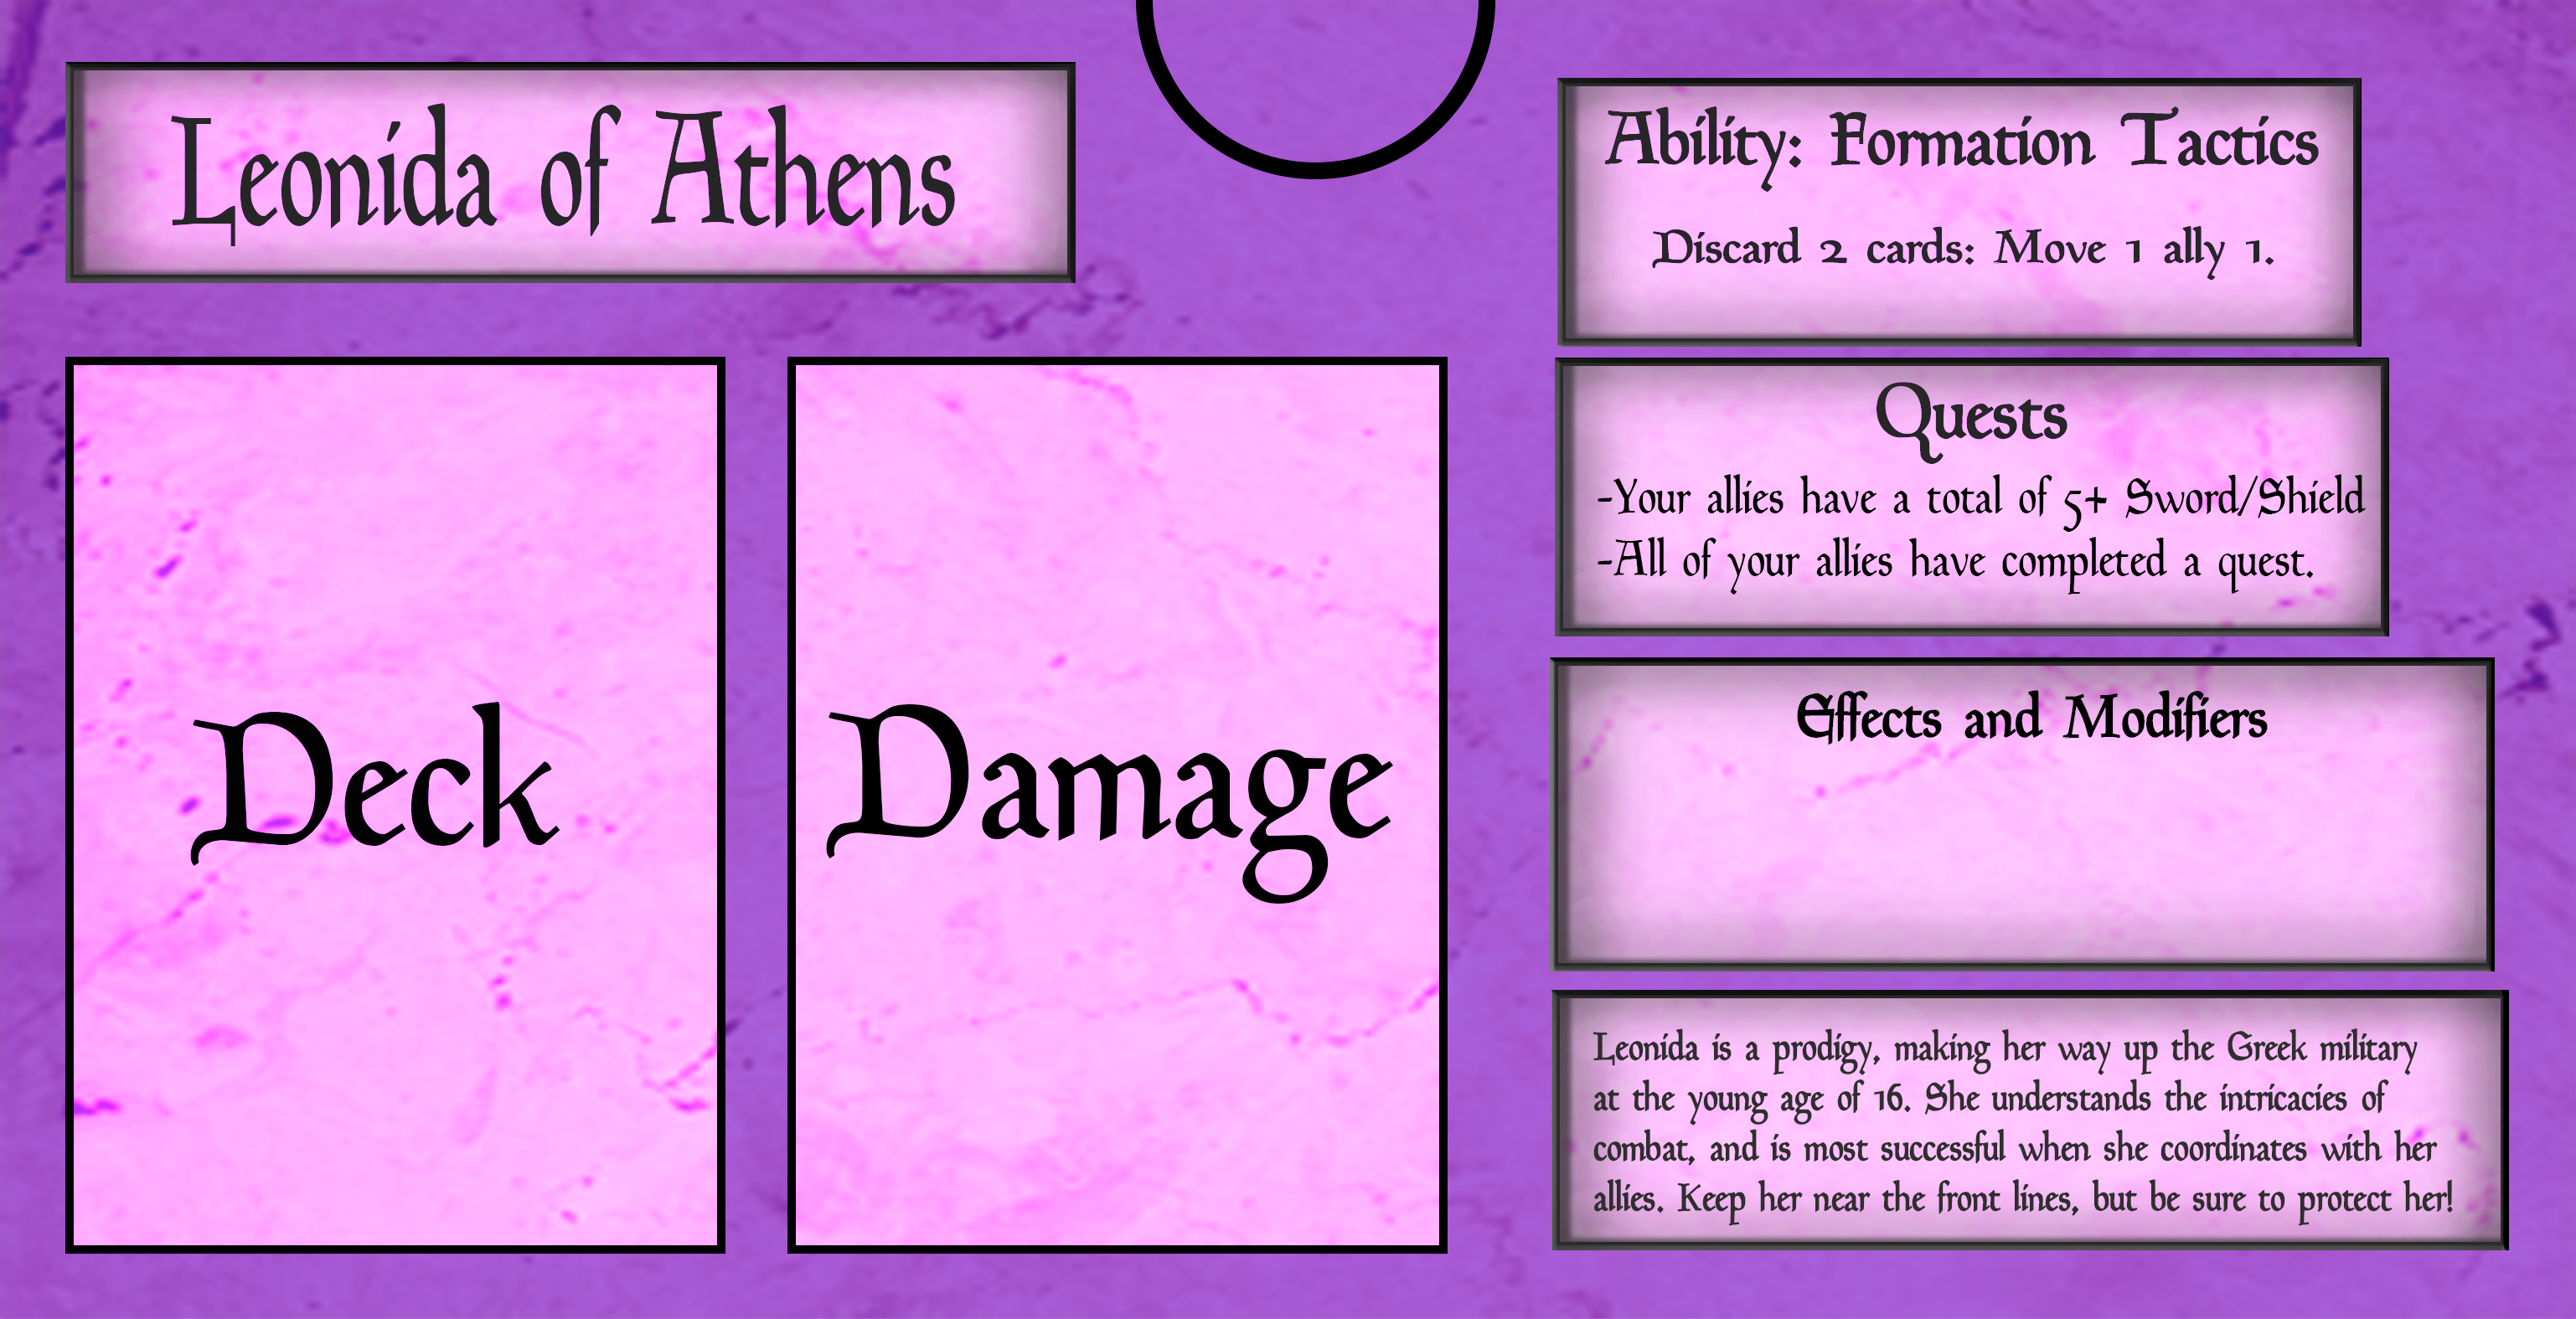 Leonida of Athens
Ability: Formation Tactics
Discard 2 cards: Move 1 ally 1.
Quests
-Your allies have a total of 5+ Sword/Shield
-All of your allies have completed a quest.
Deck
Damage
Effects and Modifiers
Leonida is a prodigy, making her way up the Greek military
at the young age of 16. She understands the intricacies of
combat, and is most successful when she coordinates with her
allies. Keep her near the front lines, but be sure to protect her!